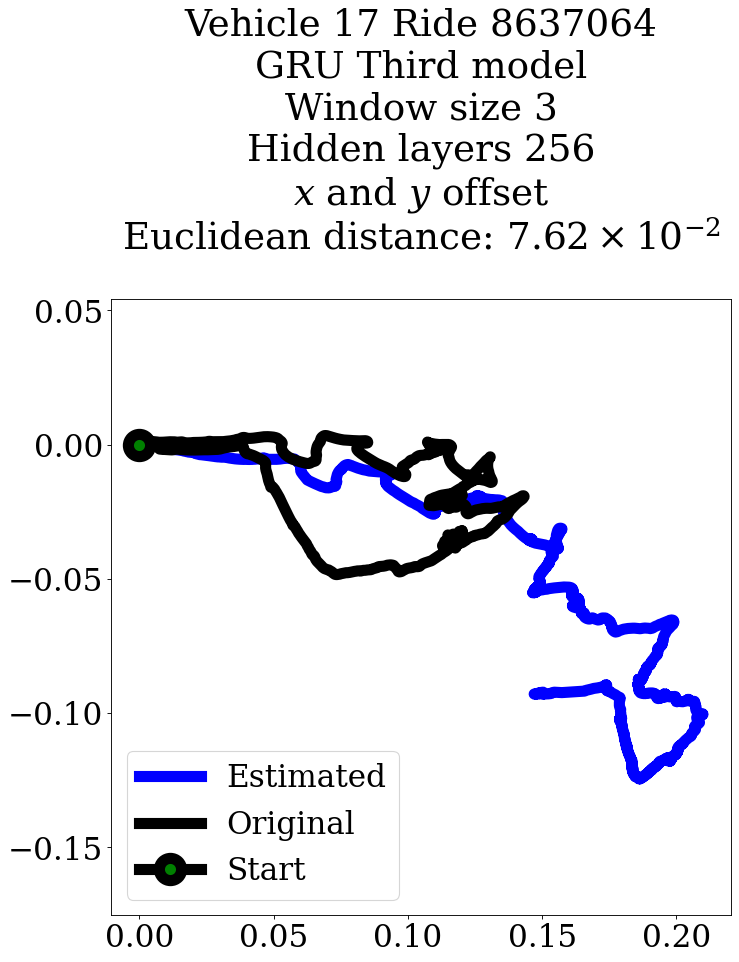 Vehicle 17 Ride 8637064
GRU Third model
Window size 3
Hidden layers 256
x and y offset
Euclidean distance: 7.62 × 10⁻²
0.05
0.00
−0.05
−0.10
−0.15
Estimated
Original
Start
0.00 0.05 0.10 0.15 0.20